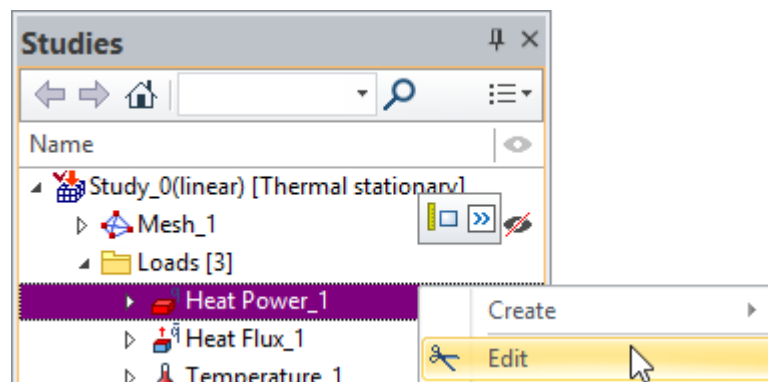 Studies
Name
Study_0(linear) [Thermal stationary]
Mesh_1
Loads [3]
Heat Power_1
Create
Heat Flux_1
Edit
Temperature_1